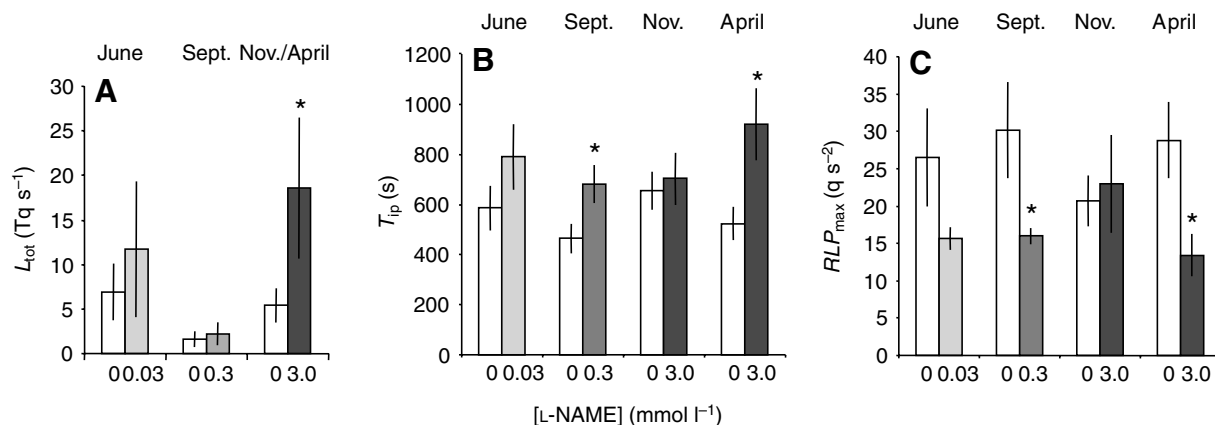 June Sept. Nov./April
A
30
25
20
15
10
5
0
L_tot (Tq s⁻¹)
*
0 0.03 0 0.3 0 3.0
June Sept. Nov. April
B
1200
1000
800
600
400
200
0
T_ip (s)
* *
0 0.03 0 0.3 0 3.0 0 3.0
June Sept. Nov. April
C
40
35
30
25
20
15
10
5
0
RLP_max (q s⁻²)
* *
0 0.03 0 0.3 0 3.0 0 3.0
[L-NAME] (mmol l⁻¹)